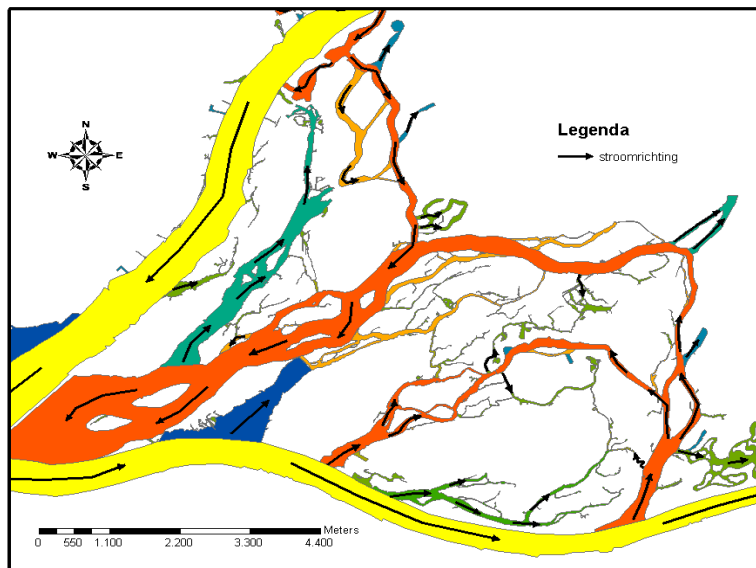 N
W E
S
Legenda
stroomrichting
Meters
0 550 1.100 2.200 3.300 4.400